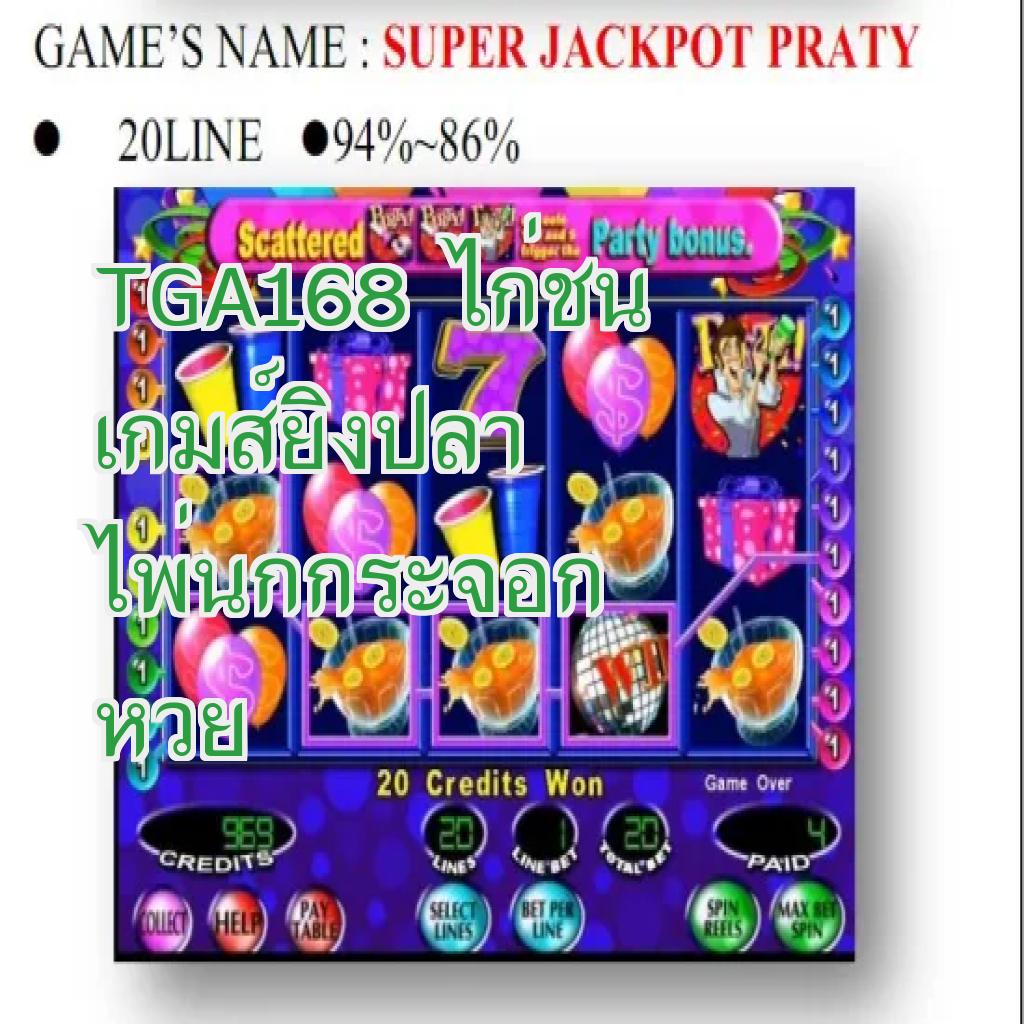 GAME'S NAME : SUPER JACKPOT PRATY
● 20LINE ●94%~86%
Scattered Party bonus.
TGA168 ไก่ชน
เกมส์ยิงปลา
ไพ่นกกระจอก
หวย
20 Credits Won
Game Over
969 20 1 20 4
CREDITS LINES LINE BET TOTAL BET PAID
COLLECT HELP PAY TABLE SELECT LINES BET PER LINE SPIN REELS MAX BET SPIN